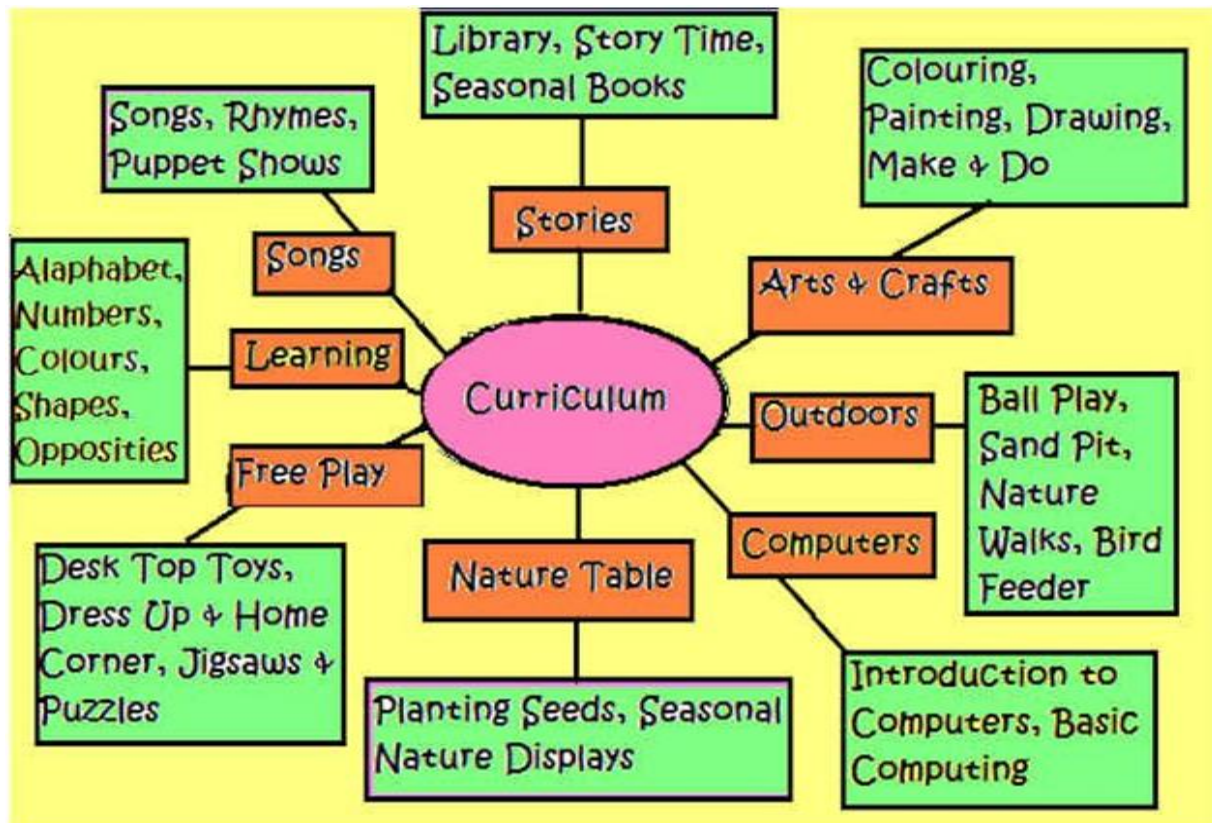 Library, Story Time,
Seasonal Books
Colouring,
Painting, Drawing,
Make & Do
Songs, Rhymes,
Puppet Shows
Stories
Songs
Arts & Crafts
Alaphabet,
Numbers,
Colours,
Shapes,
Opposities
Learning
Curriculum
Outdoors
Ball Play,
Sand Pit,
Nature
Walks, Bird
Feeder
Free Play
Computers
Nature Table
Desk Top Toys,
Dress Up & Home
Corner, Jigsaws &
Puzzles
Planting Seeds, Seasonal
Nature Displays
Introduction to
Computers, Basic
Computing